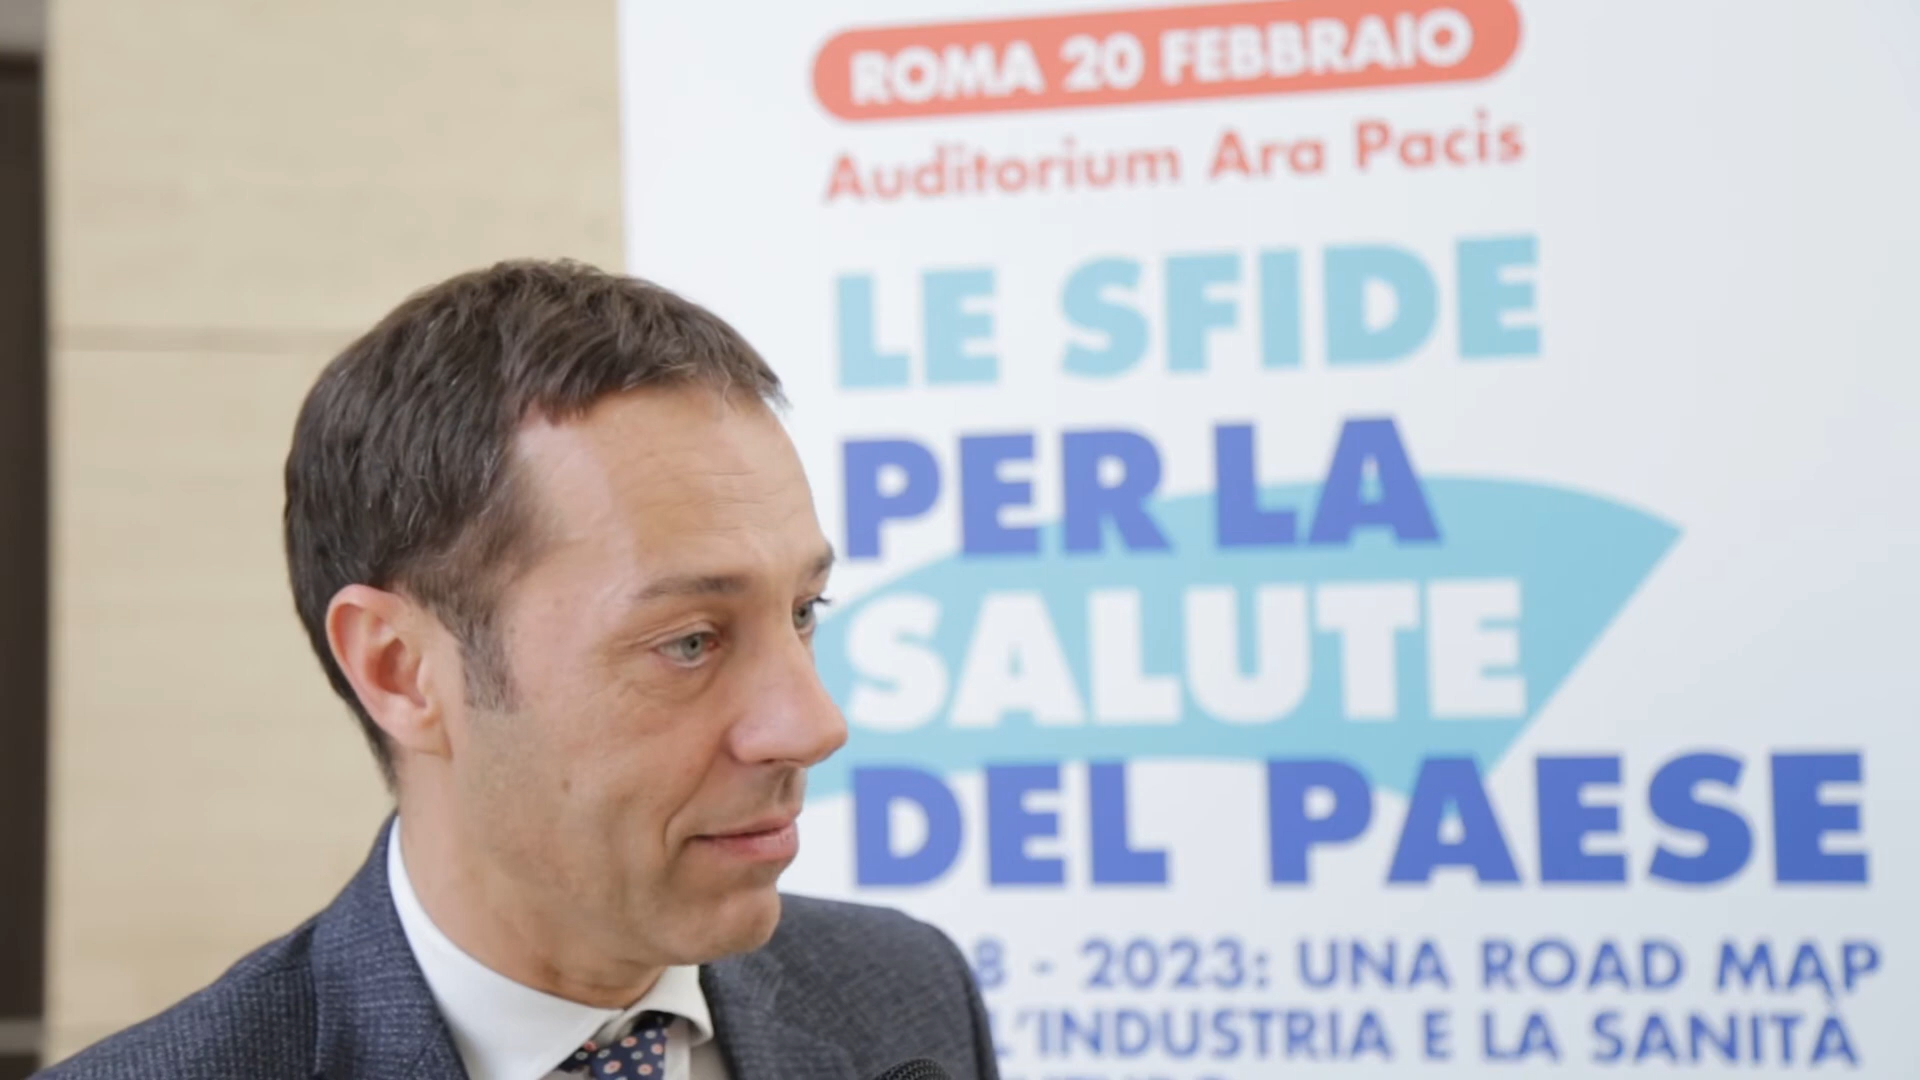 ROMA 20 FEBBRAIO
Auditorium Ara Pacis
LE SFIDE
PER LA
SALUTE
DEL PAESE
8 - 2023: UNA ROAD MAP
L'INDUSTRIA E LA SANITÀ